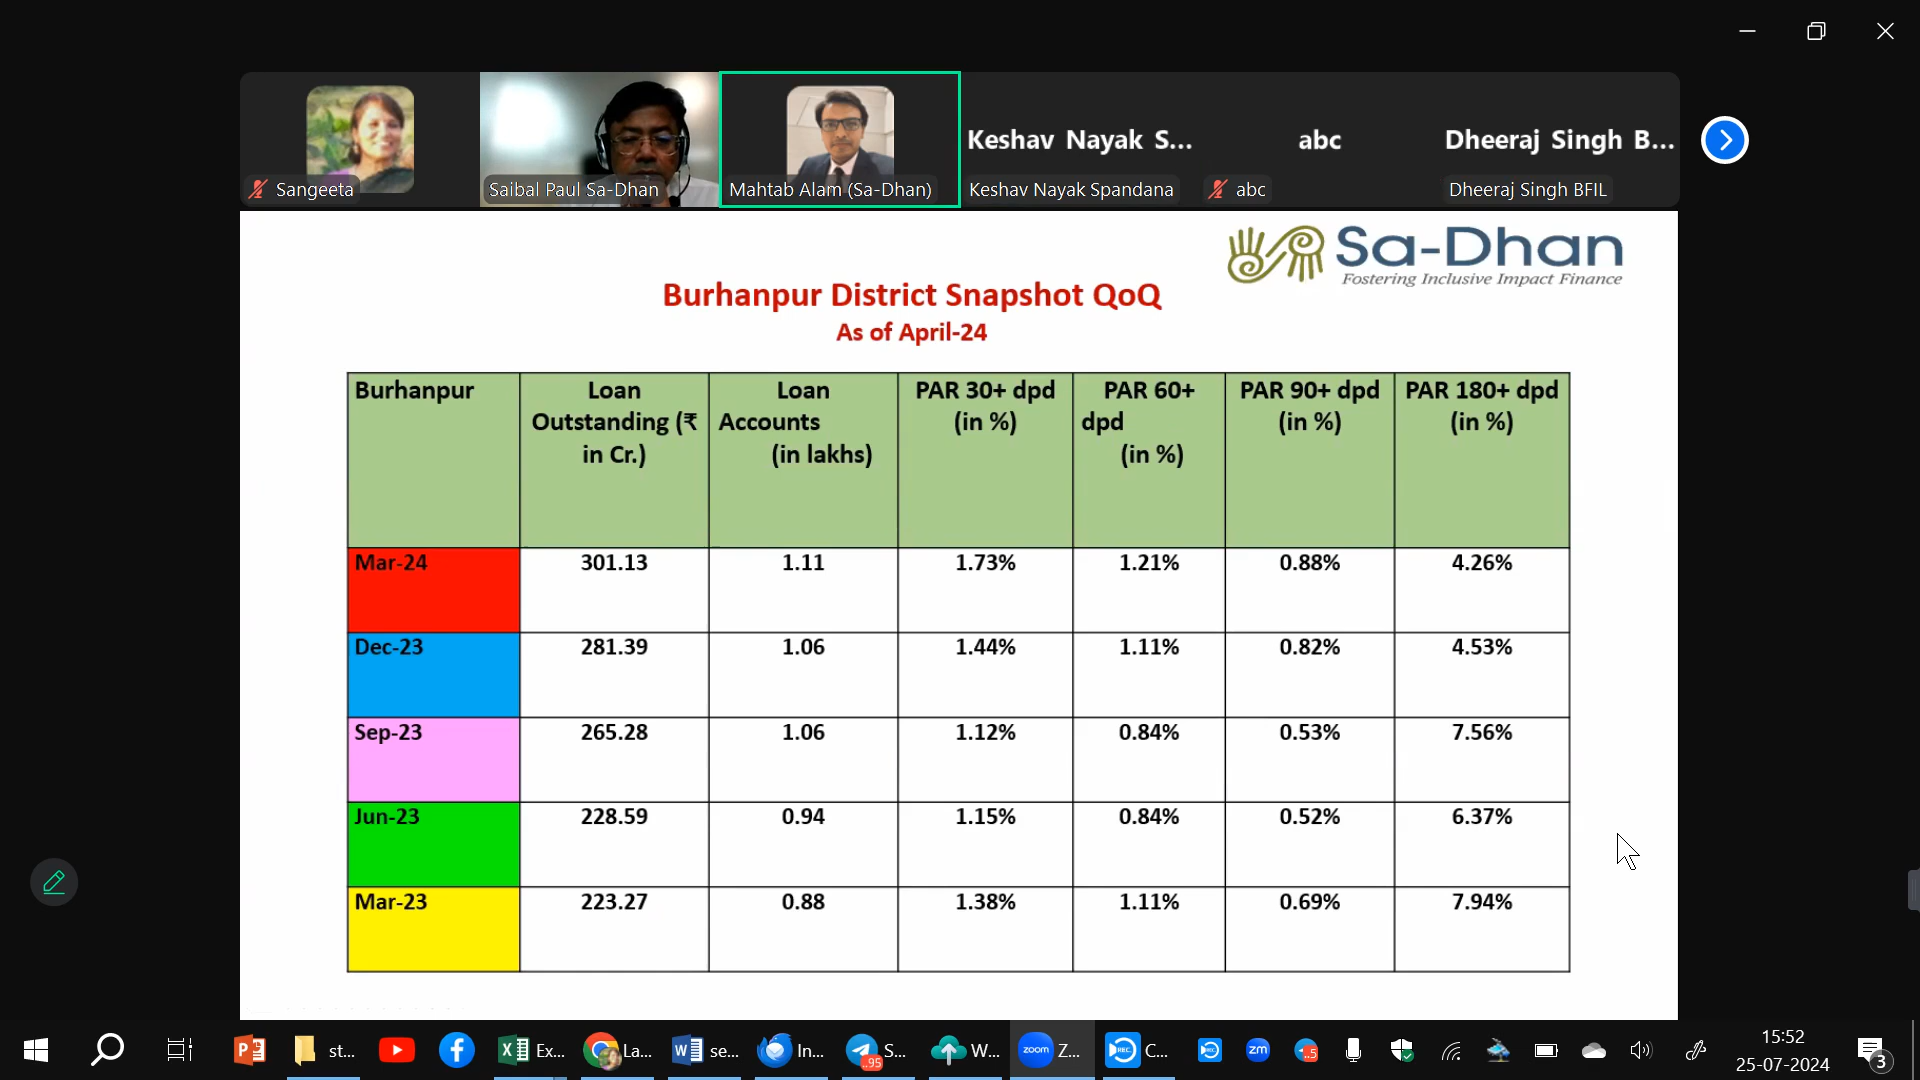 Keshav Nayak S...
abc
Dheeraj Singh B...
Sangeeta
Saibal Paul Sa-Dhan
Mahtab Alam (Sa-Dhan)
Keshav Nayak Spandana
abc
Dheeraj Singh BFIL
Sa-Dhan
Fostering Inclusive Impact Finance
Burhanpur District Snapshot QoQ
As of April-24
Burhanpur
Loan
Outstanding (₹
in Cr.)
Loan
Accounts
(in lakhs)
PAR 30+ dpd
(in %)
PAR 60+
dpd
(in %)
PAR 90+ dpd
(in %)
PAR 180+ dpd
(in %)
Mar-24 301.13 1.11 1.73% 1.21% 0.88% 4.26%
Dec-23 281.39 1.06 1.44% 1.11% 0.82% 4.53%
Sep-23 265.28 1.06 1.12% 0.84% 0.53% 7.56%
Jun-23 228.59 0.94 1.15% 0.84% 0.52% 6.37%
Mar-23 223.27 0.88 1.38% 1.11% 0.69% 7.94%
st...
Ex...
La...
se...
In...
S...
95
W...
zoom
Z...
REC
C...
REC
zm
..5
15:52
25-07-2024
3